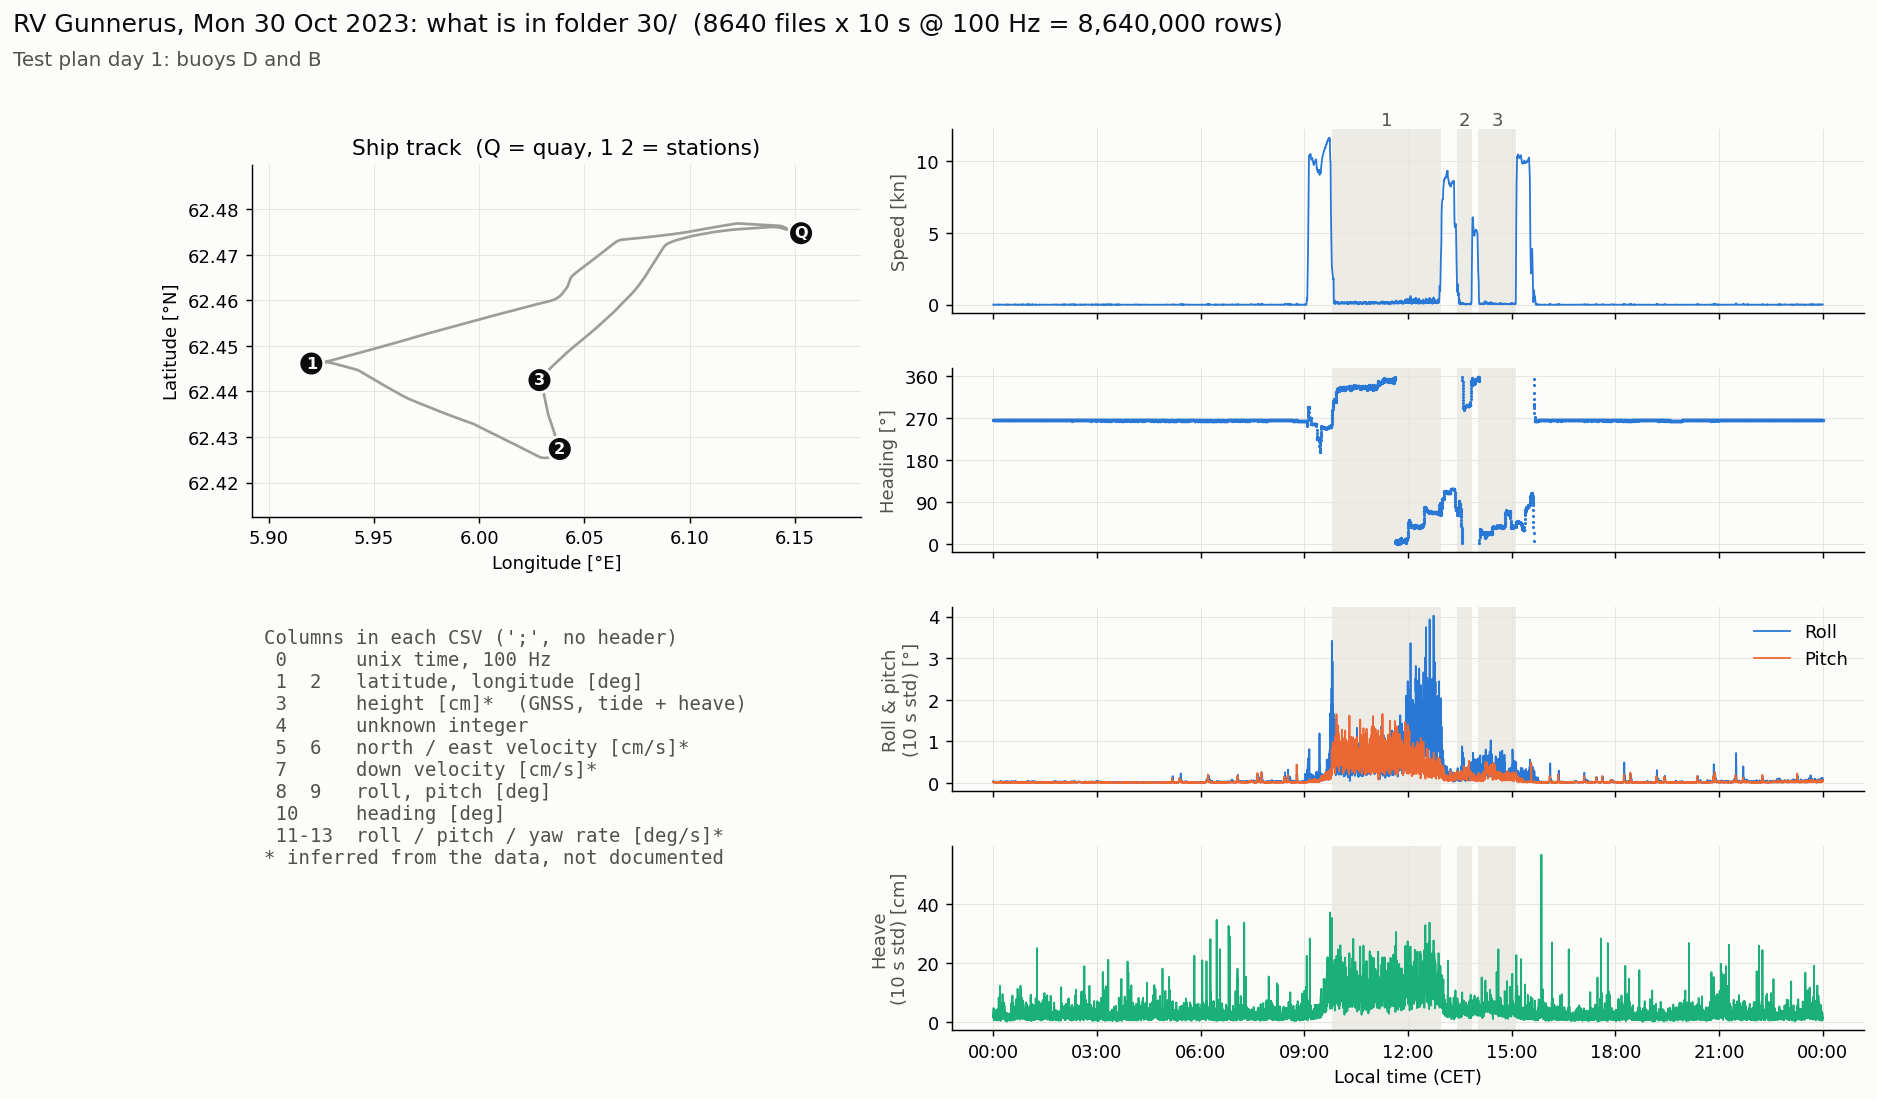 RV Gunnerus, Mon 30 Oct 2023: what is in folder 30/  (8640 files x 10 s @ 100 Hz = 8,640,000 rows)
Test plan day 1: buoys D and B
Ship track  (Q = quay, 1 2 = stations)
Latitude [°N]
62.48
62.47
62.46
62.45
62.44
62.43
62.42
Q
1
3
2
5.90 5.95 6.00 6.05 6.10 6.15
Longitude [°E]
Columns in each CSV (';', no header)
0      unix time, 100 Hz
1  2   latitude, longitude [deg]
3      height [cm]*  (GNSS, tide + heave)
4      unknown integer
5  6   north / east velocity [cm/s]*
7      down velocity [cm/s]*
8  9   roll, pitch [deg]
10     heading [deg]
11-13  roll / pitch / yaw rate [deg/s]*
* inferred from the data, not documented
1 2 3
Speed [kn]
10
5
0
Heading [°]
360
270
180
90
0
Roll & pitch
(10 s std) [°]
4
3
2
1
0
Roll
Pitch
Heave
(10 s std) [cm]
40
20
0
00:00 03:00 06:00 09:00 12:00 15:00 18:00 21:00 00:00
Local time (CET)